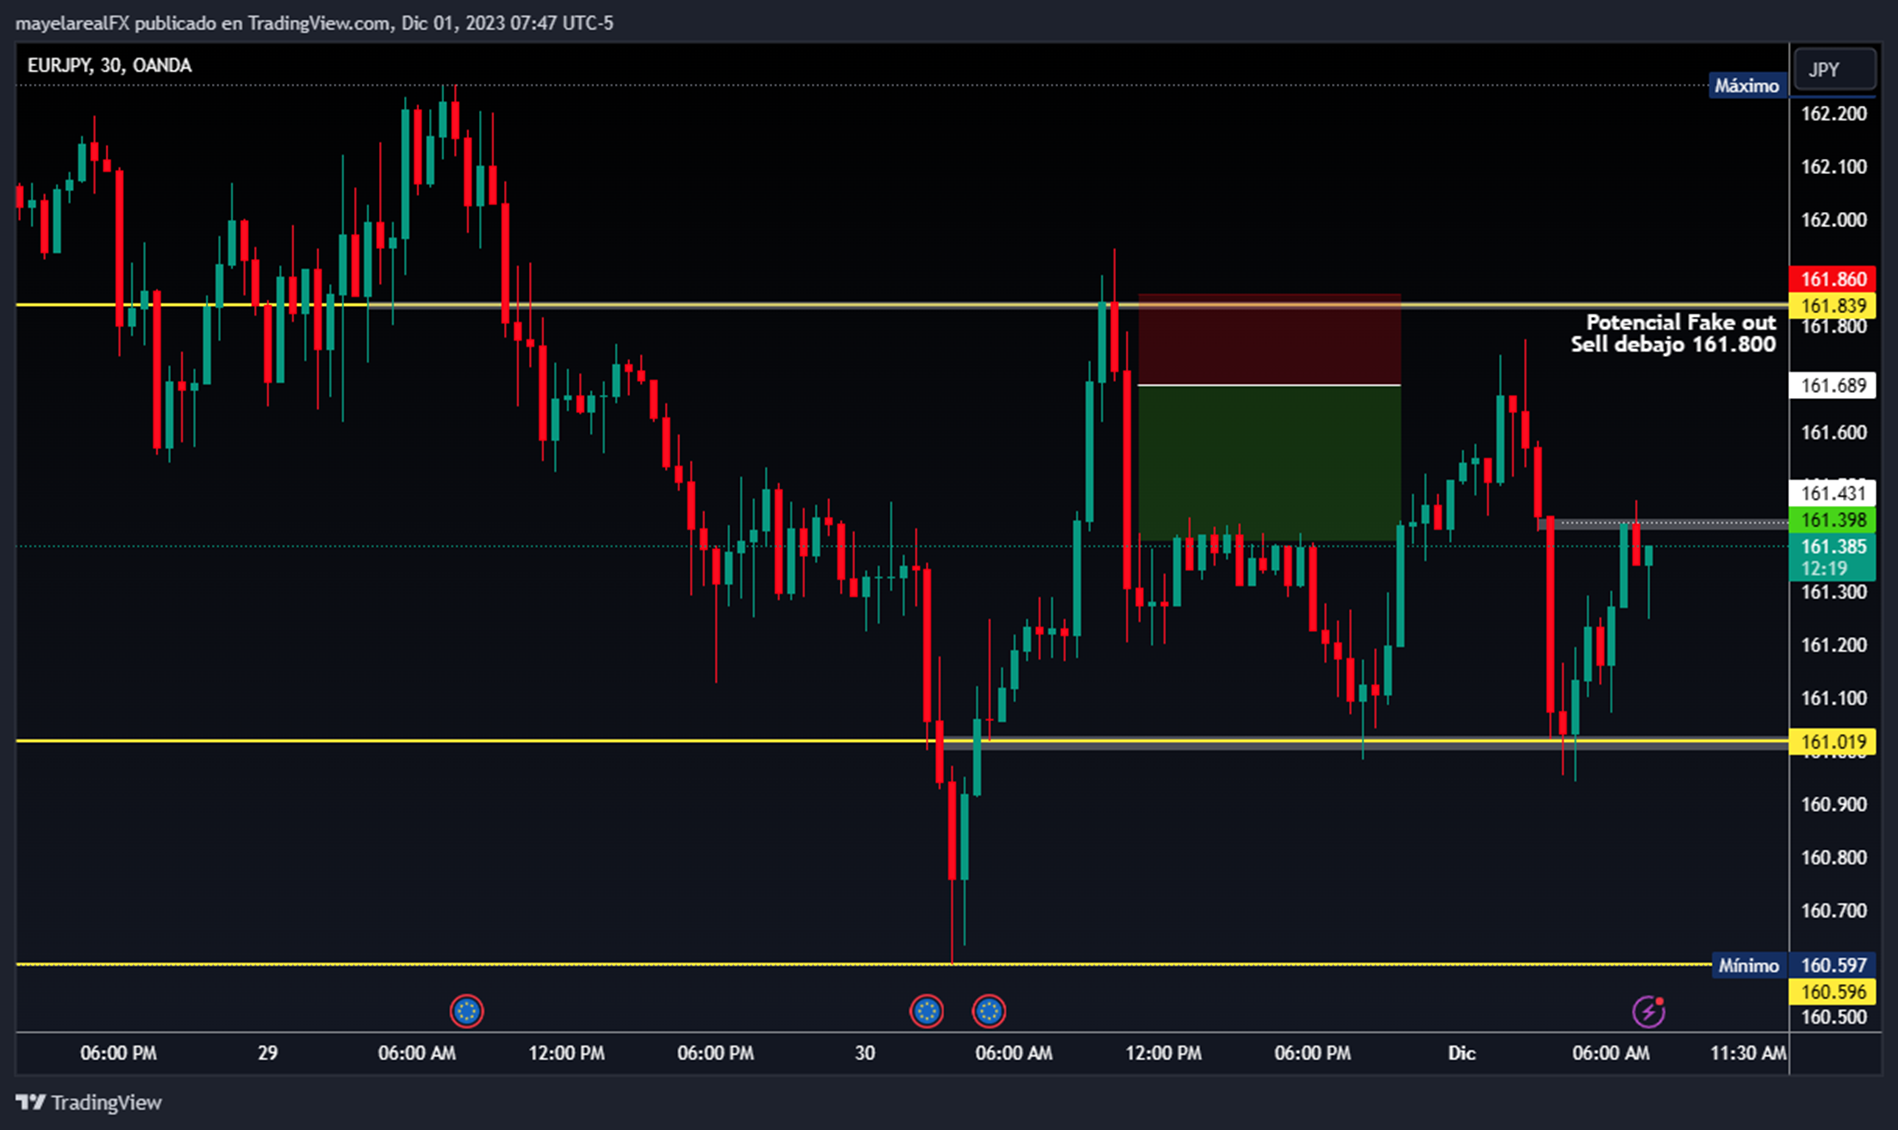 mayelarealFX publicado en TradingView.com, Dic 01, 2023 07:47 UTC-5
EURJPY, 30, OANDA
JPY
Máximo
162.200
162.100
162.000
161.860
161.839
Potencial Fake out
161.800
Sell debajo 161.800
161.689
161.600
161.431
161.398
161.385
12:19
161.300
161.200
161.100
161.019
160.900
160.800
160.700
Mínimo 160.597
160.596
160.500
06:00 PM 29 06:00 AM 12:00 PM 06:00 PM 30 06:00 AM 12:00 PM 06:00 PM Dic 06:00 AM 11:30 AM
TradingView